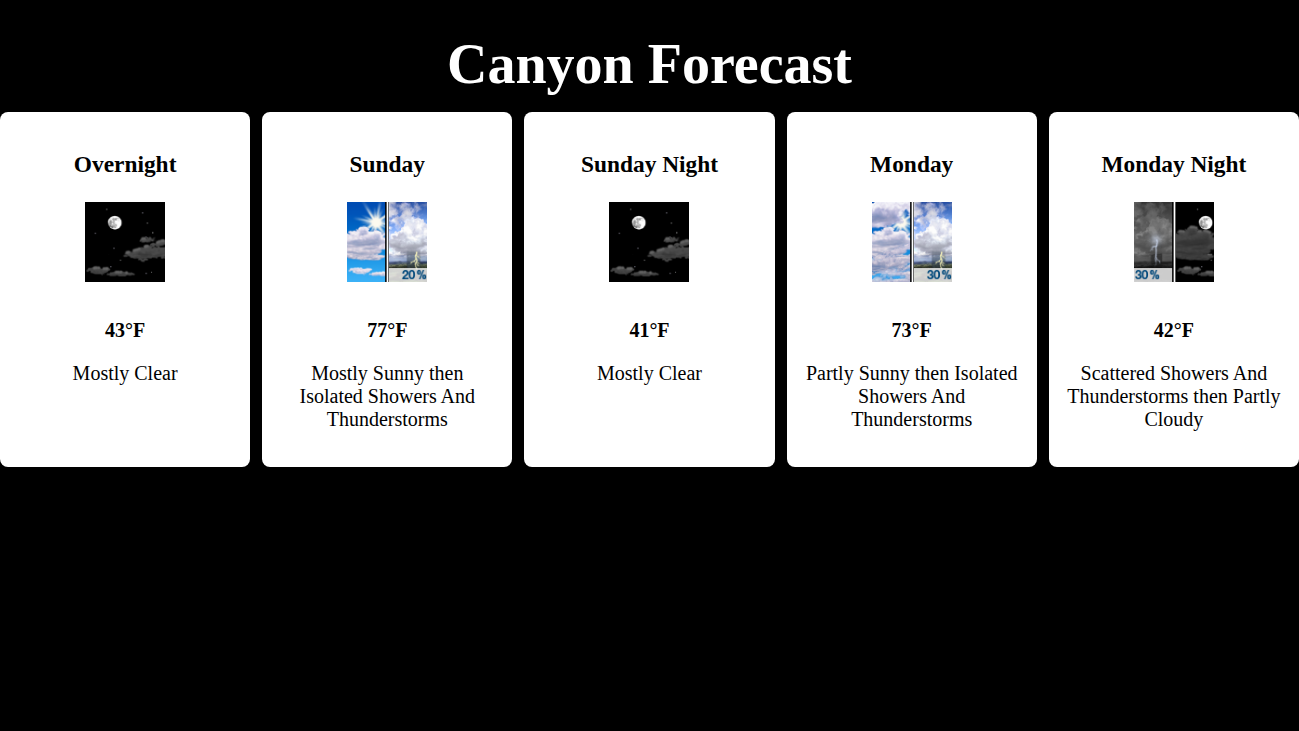 Canyon Forecast
Overnight
43°F
Mostly Clear
Sunday
20%
77°F
Mostly Sunny then
Isolated Showers And
Thunderstorms
Sunday Night
41°F
Mostly Clear
Monday
30%
73°F
Partly Sunny then Isolated
Showers And
Thunderstorms
Monday Night
30%
42°F
Scattered Showers And
Thunderstorms then Partly
Cloudy